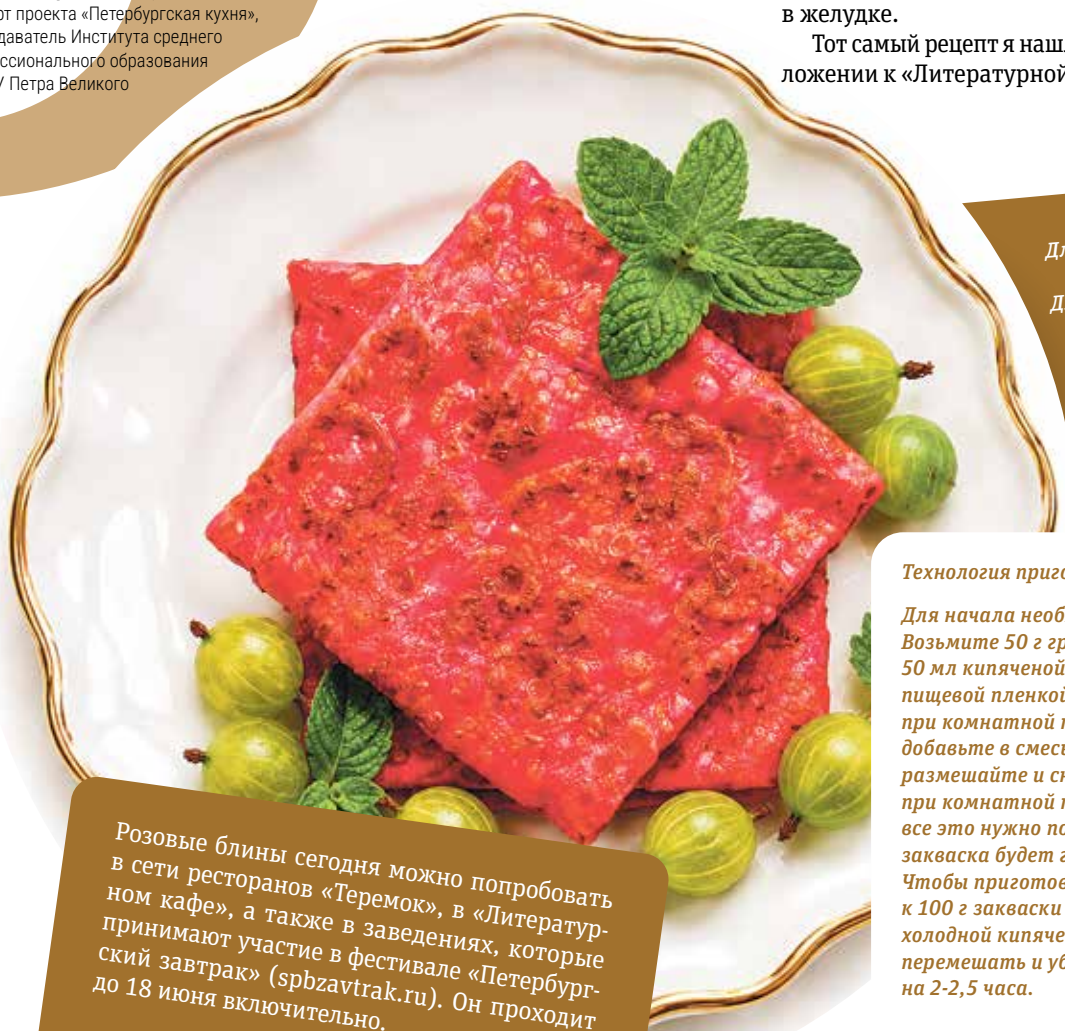 рт проекта «Петербургская кухня»,
даватель Института среднего
ссионального образования
Петра Великого
в желудке.
Тот самый рецепт я наш
ложении к «Литературной
Технология приго
Для начала необ
Возьмите 50 г гр
50 мл кипяченой
пищевой пленкой
при комнатной
добавьте в смесь
размешайте и сн
при комнатной
все это нужно по
закваска будет г
Чтобы приготов
к 100 г закваски
холодной кипяче
перемешать и уб
на 2-2,5 часа.
Розовые блины сегодня можно попробовать
в сети ресторанов «Теремок», в «Литератур-
ном кафе», а также в заведениях, которые
принимают участие в фестивале «Петербург-
ский завтрак» (spbzavtrak.ru). Он проходит
до 18 июня включительно.